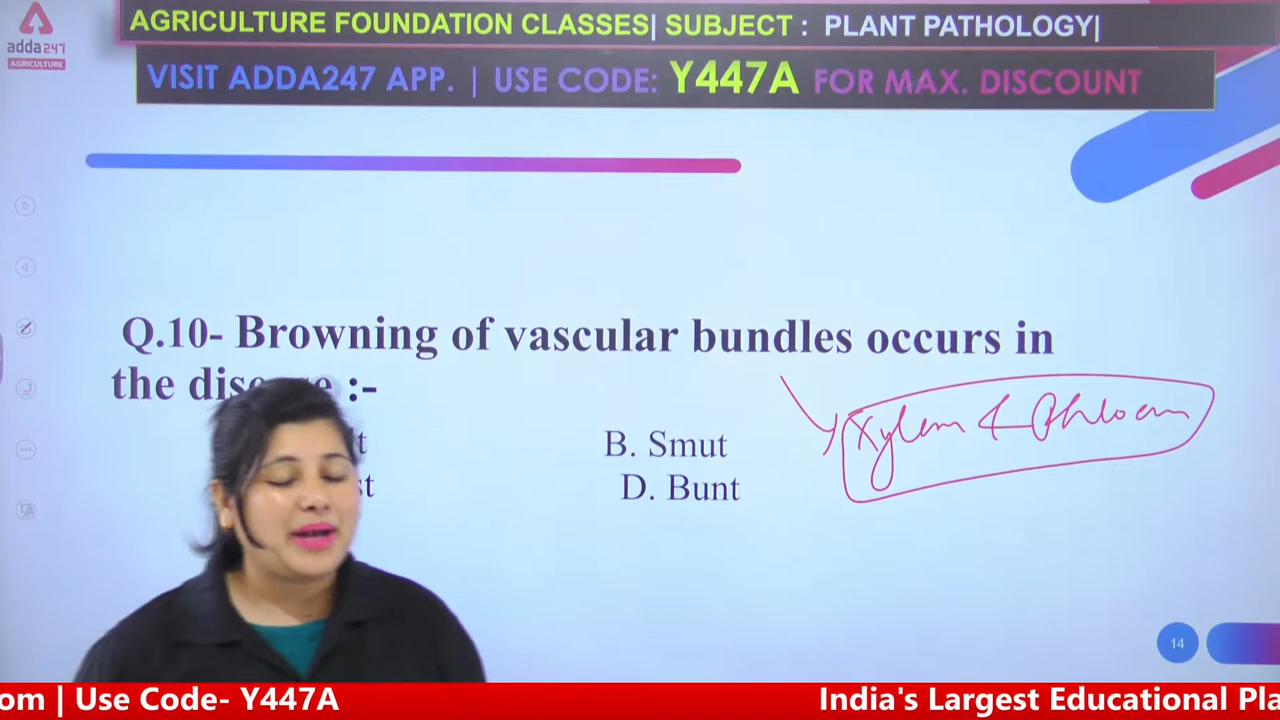 AGRICULTURE FOUNDATION CLASSES| SUBJECT : PLANT PATHOLOGY|
adda247
AGRICULTURE
VISIT ADDA247 APP. | USE CODE: Y447A FOR MAX. DISCOUNT
Q.10- Browning of vascular bundles occurs in
the :-
Xylem & Phloem
B. Smut
D. Bunt
14
om | Use Code- Y447A
India's Largest Educational Pla